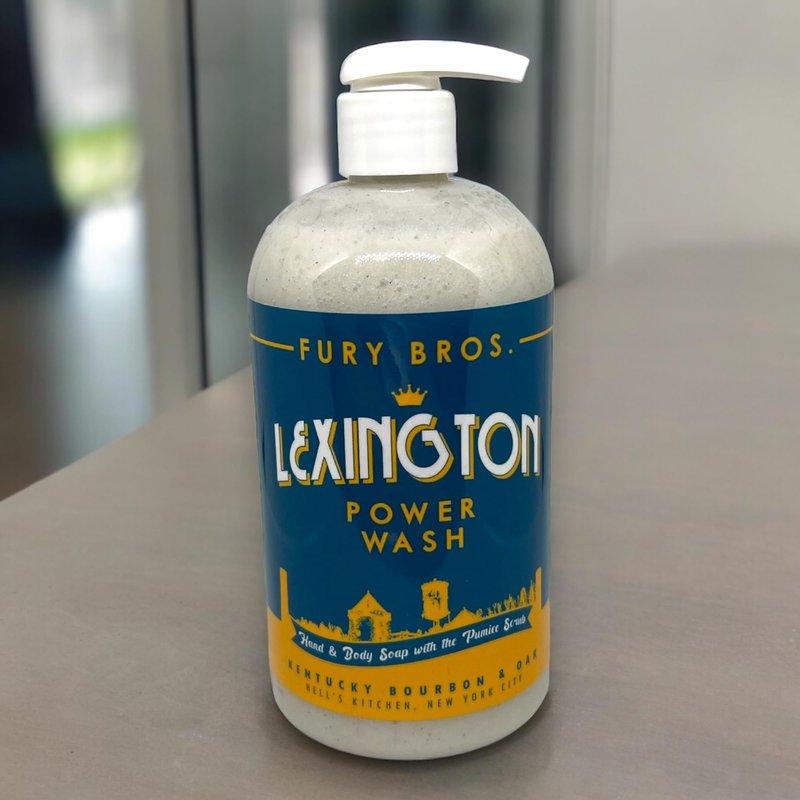 FURY BROS.
LEXINGTON
POWER
WASH
Hand & Body Soap with the Pumice Scrub
KENTUCKY BOURBON & OAK
HELL'S KITCHEN, NEW YORK CITY